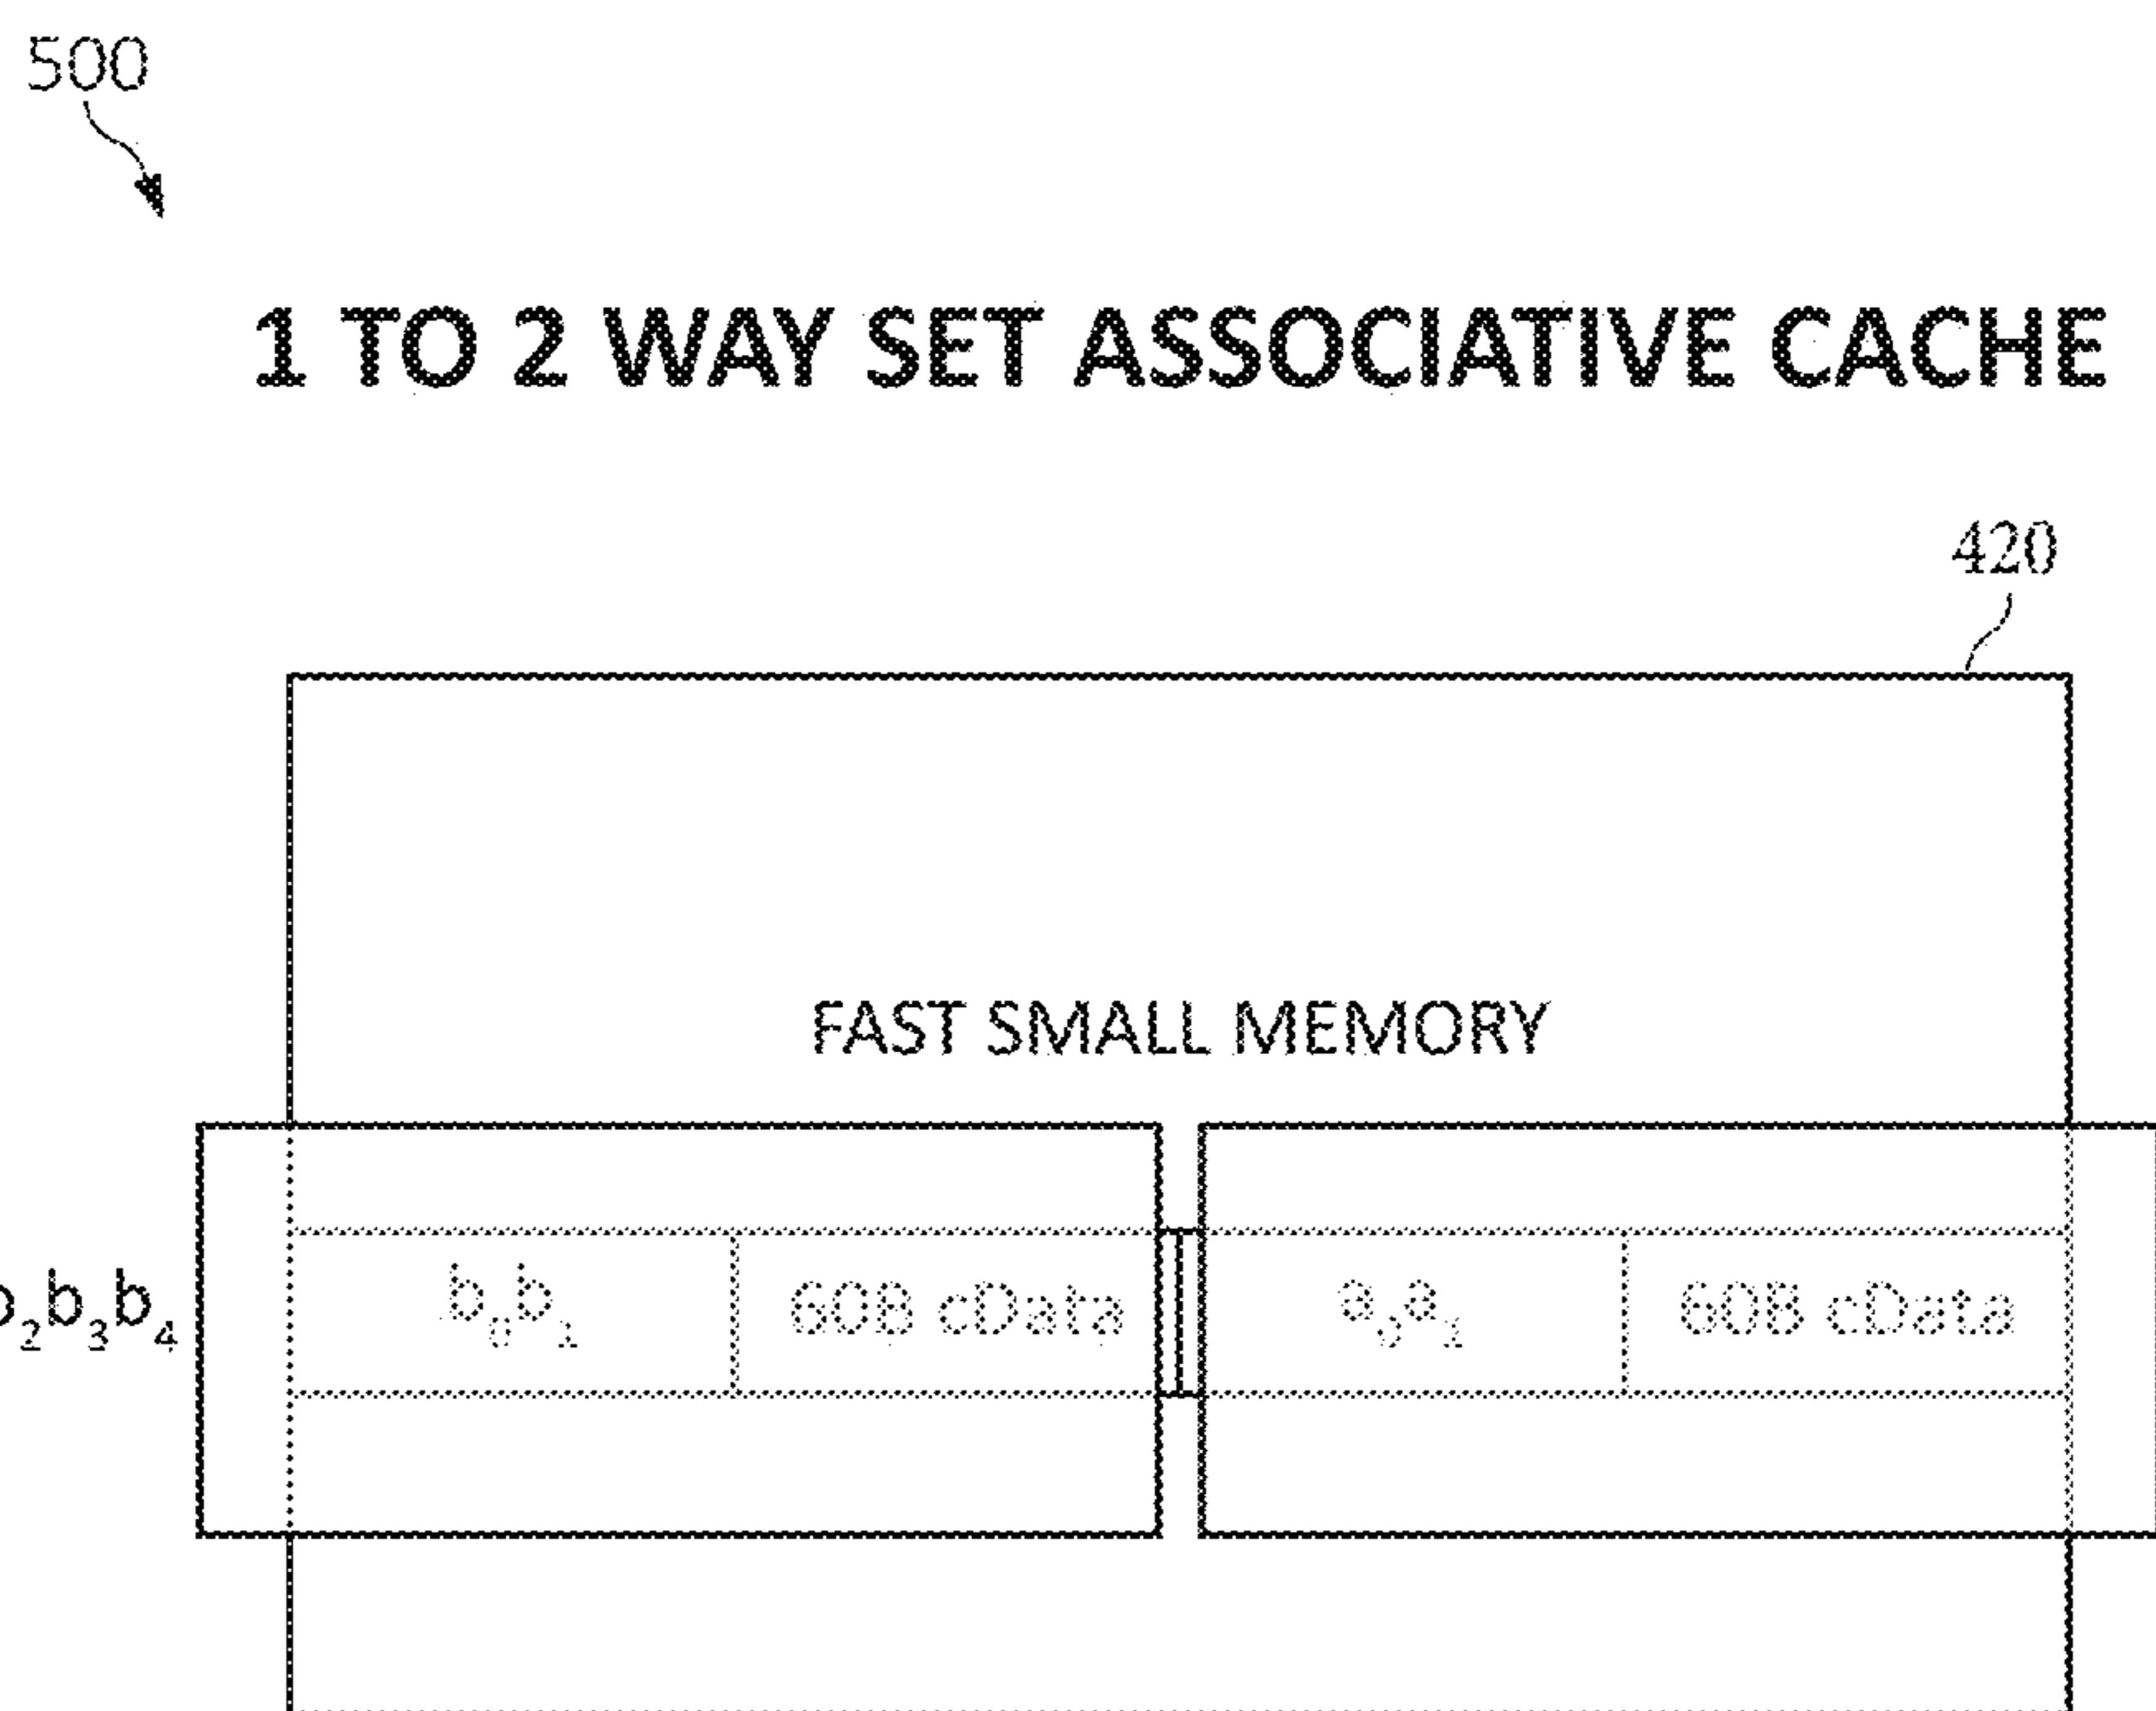 500
1 TO 2 WAY SET ASSOCIATIVE CACHE
420
FAST SMALL MEMORY
b₂b₃b₄ b₀b₁ 60B cData a₀a₁ 60B cData